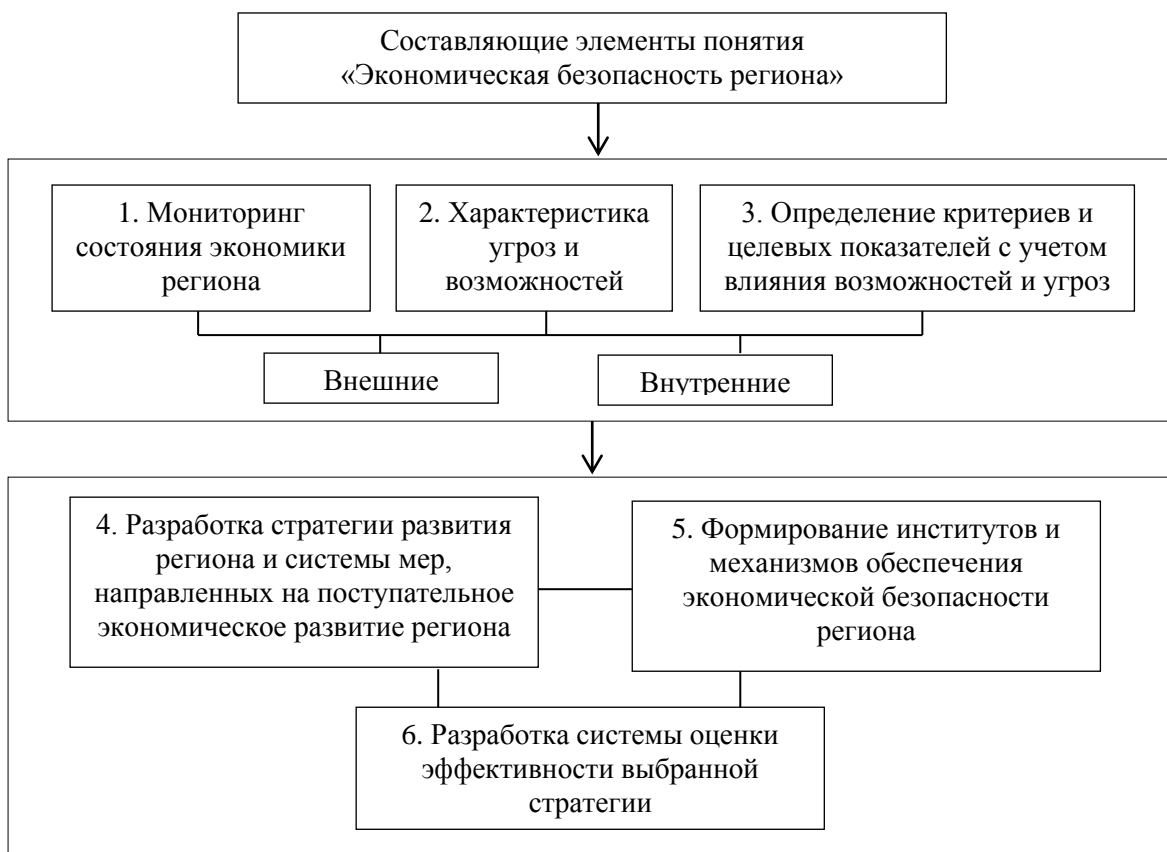 Составляющие элементы понятия
«Экономическая безопасность региона»
1. Мониторинг
состояния экономики
региона
2. Характеристика
угроз и
возможностей
3. Определение критериев и
целевых показателей с учетом
влияния возможностей и угроз
Внешние
Внутренние
4. Разработка стратегии развития
региона и системы мер,
направленных на поступательное
экономическое развитие региона
5. Формирование институтов и
механизмов обеспечения
экономической безопасности
региона
6. Разработка системы оценки
эффективности выбранной
стратегии